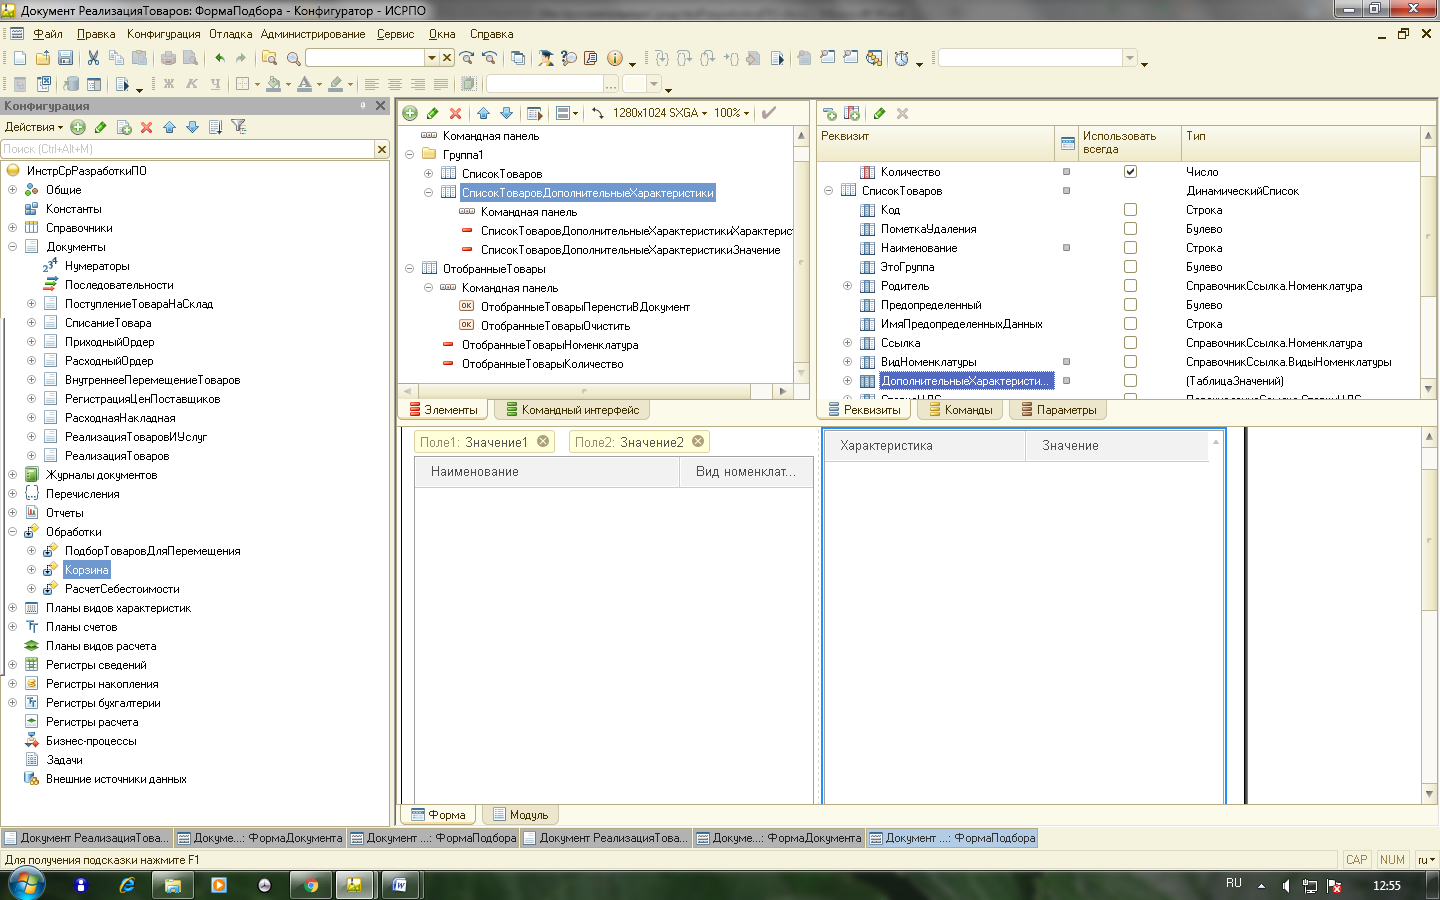 Документ РеализацияТоваров: ФормаПодбора - Конфигуратор - ИСРПО
Файл Правка Конфигурация Отладка Администрирование Сервис Окна Справка
Ж К Ч
Конфигурация
Действия
Поиск (Ctrl+Alt+M)
ИнстрСрРазработкиПО
Общие
Константы
Справочники
Документы
Нумераторы
Последовательности
ПоступлениеТовараНаСклад
СписаниеТовара
ПриходныйОрдер
РасходныйОрдер
ВнутреннееПеремещениеТоваров
РегистрацияЦенПоставщиков
РасходнаяНакладная
РеализацияТоваровИУслуг
РеализацияТоваров
Журналы документов
Перечисления
Отчеты
Обработки
ПодборТоваровДляПеремещения
Корзина
РасчетСебестоимости
Планы видов характеристик
Планы счетов
Планы видов расчета
Регистры сведений
Регистры накопления
Регистры бухгалтерии
Регистры расчета
Бизнес-процессы
Задачи
Внешние источники данных
1280x1024 SXGA 100%
Командная панель
Группа1
СписокТоваров
СписокТоваровДополнительныеХарактеристики
Командная панель
СписокТоваровДополнительныеХарактеристикиХарактерист
СписокТоваровДополнительныеХарактеристикиЗначение
ОтобранныеТовары
Командная панель
OK ОтобранныеТоварыПеренстиВДокумент
OK ОтобранныеТоварыОчистить
ОтобранныеТоварыНоменклатура
ОтобранныеТоварыКоличество
Элементы Командный интерфейс
Реквизит Использовать всегда Тип
Количество Число
СписокТоваров ДинамическийСписок
Код Строка
ПометкаУдаления Булево
Наименование Строка
ЭтоГруппа Булево
Родитель СправочникСсылка.Номенклатура
Предопределенный Булево
ИмяПредопределенныхДанных Строка
Ссылка СправочникСсылка.Номенклатура
ВидНоменклатуры СправочникСсылка.ВидыНоменклатуры
ДополнительныеХарактеристи... (ТаблицаЗначений)
Реквизиты Команды Параметры
Поле1: Значение1 Поле2: Значение2
Наименование Вид номенклат...
Характеристика Значение
Форма Модуль
Документ РеализацияТова... Докуме...: ФормаДокумента Документ ...: ФормаПодбора Документ РеализацияТова... Докуме...: ФормаДокумента Документ ...: ФормаПодбора
Для получения подсказки нажмите F1 CAP NUM ru
RU 12:55